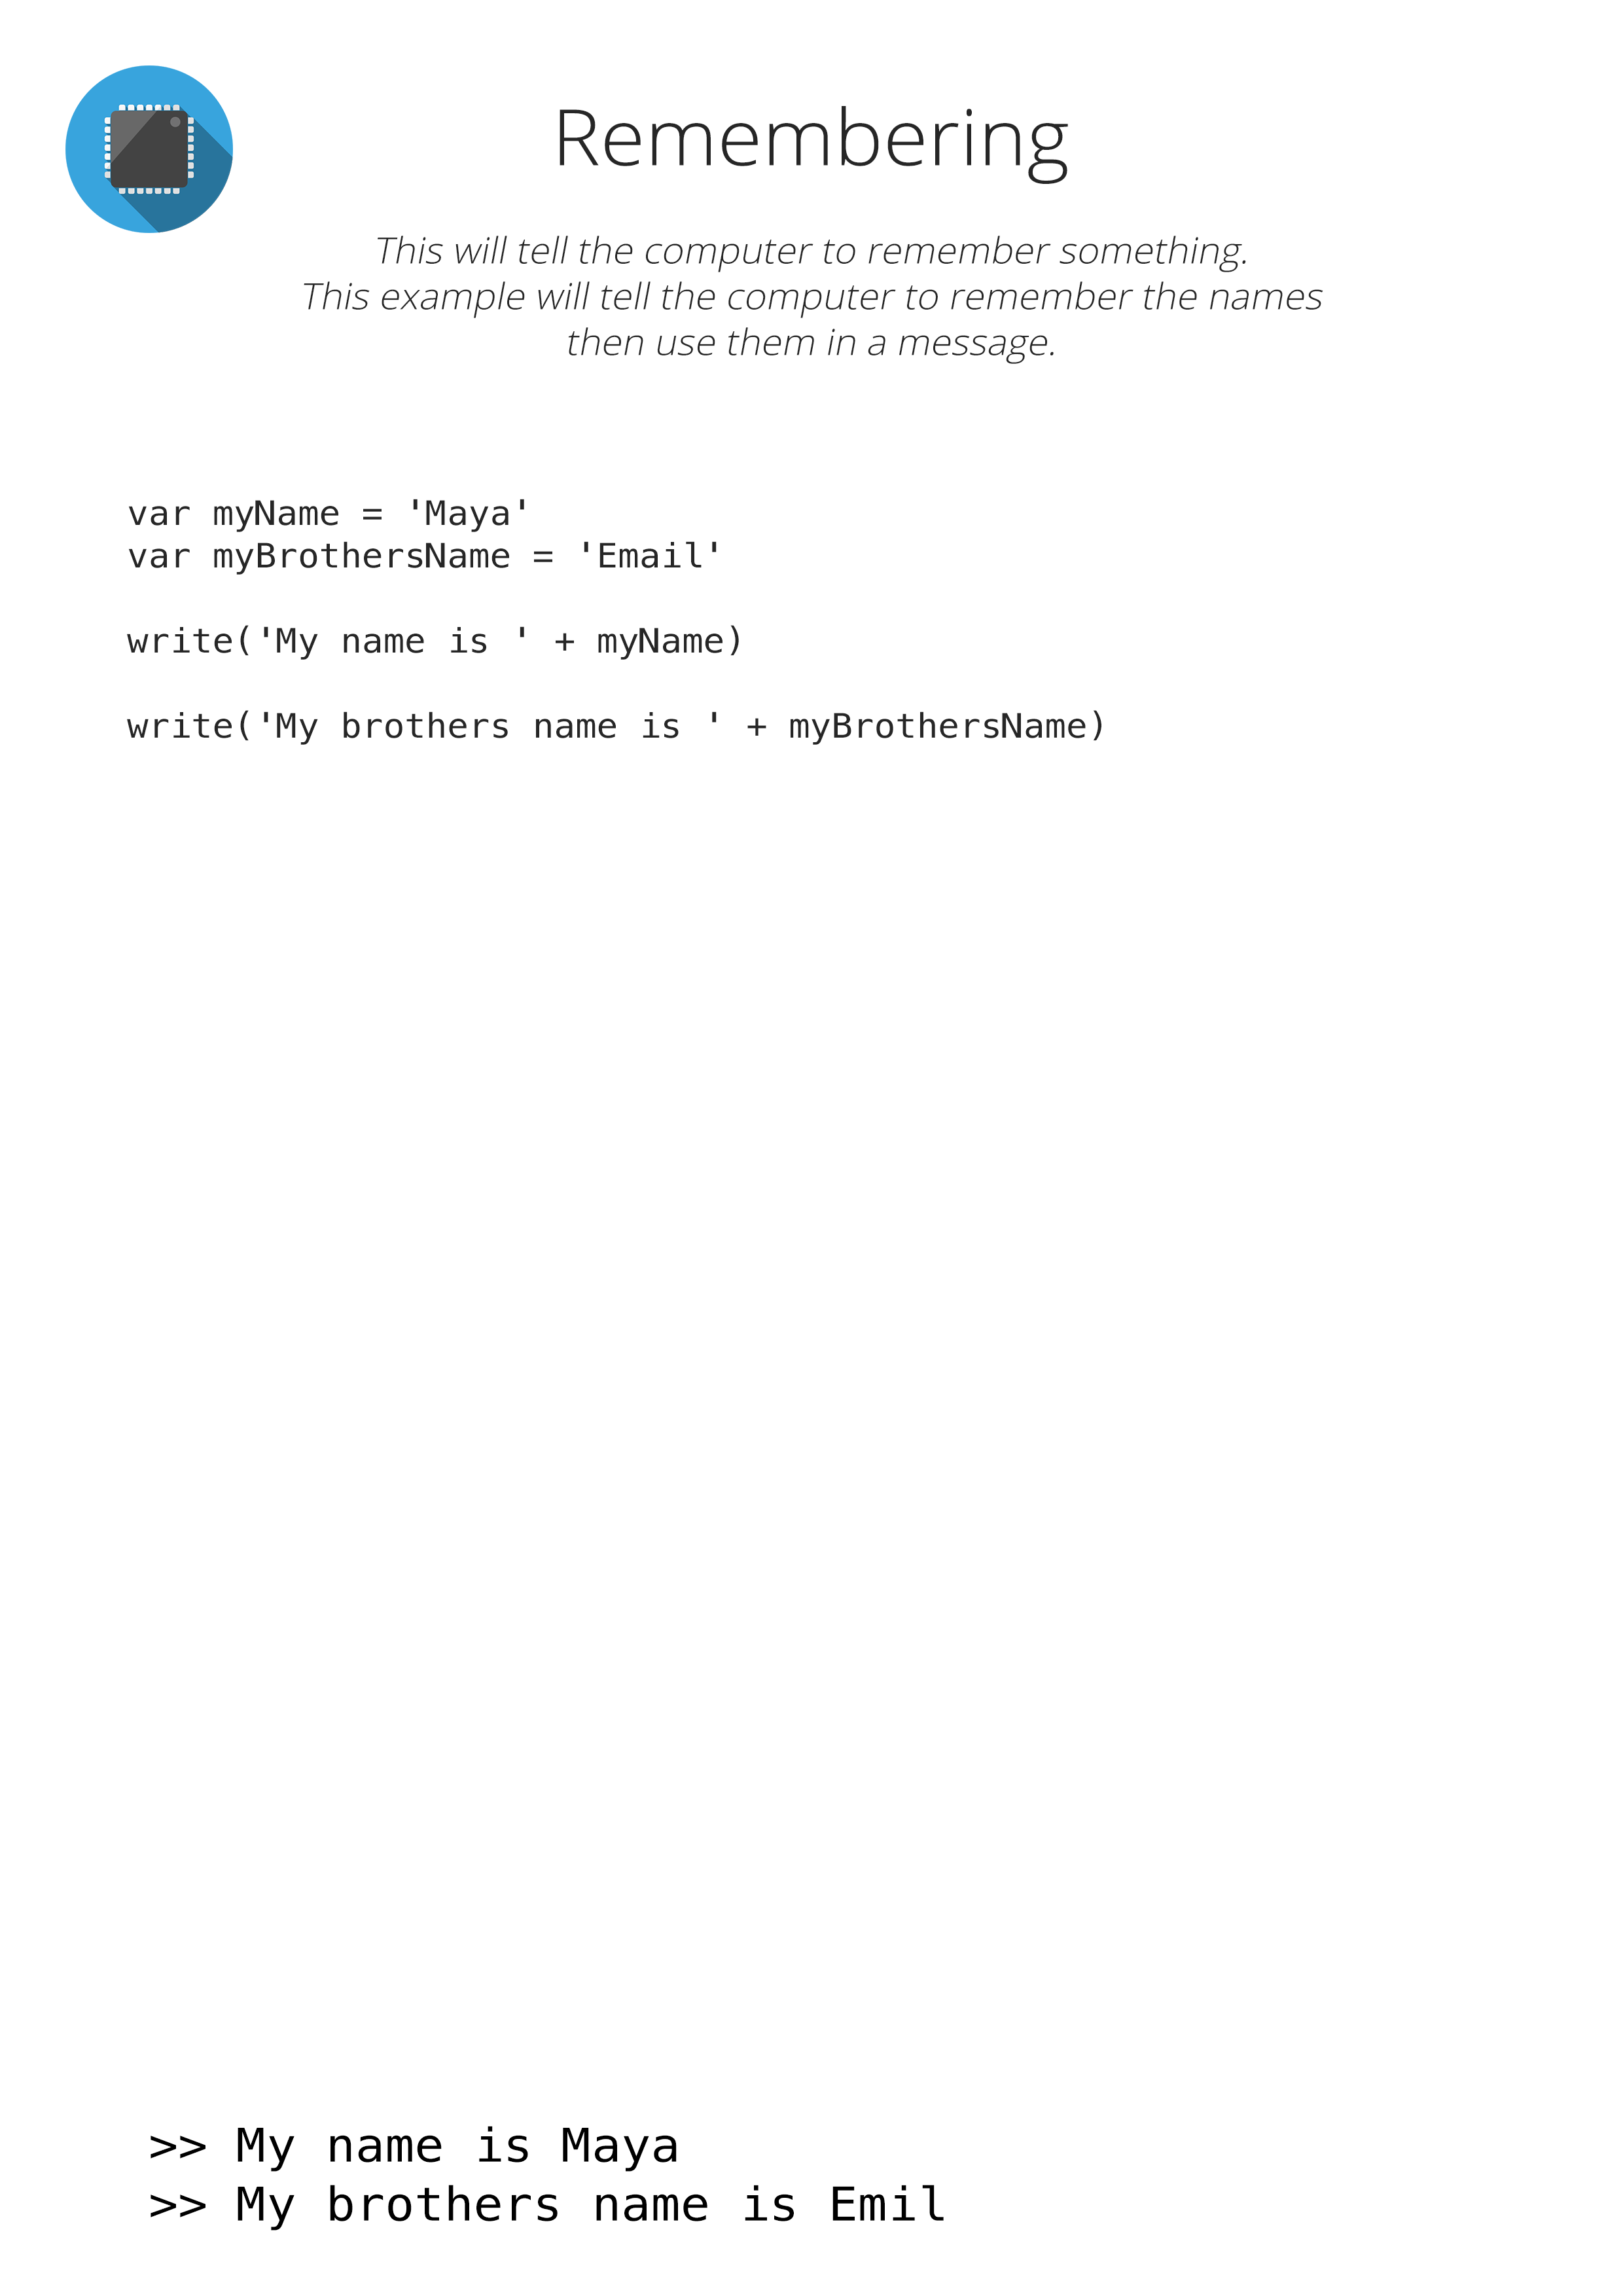 Remembering
This will tell the computer to remember something.
This example will tell the computer to remember the names
then use them in a message.
var myName = 'Maya'
var myBrothersName = 'Email'
write('My name is ' + myName)
write('My brothers name is ' + myBrothersName)
>> My name is Maya
>> My brothers name is Emil